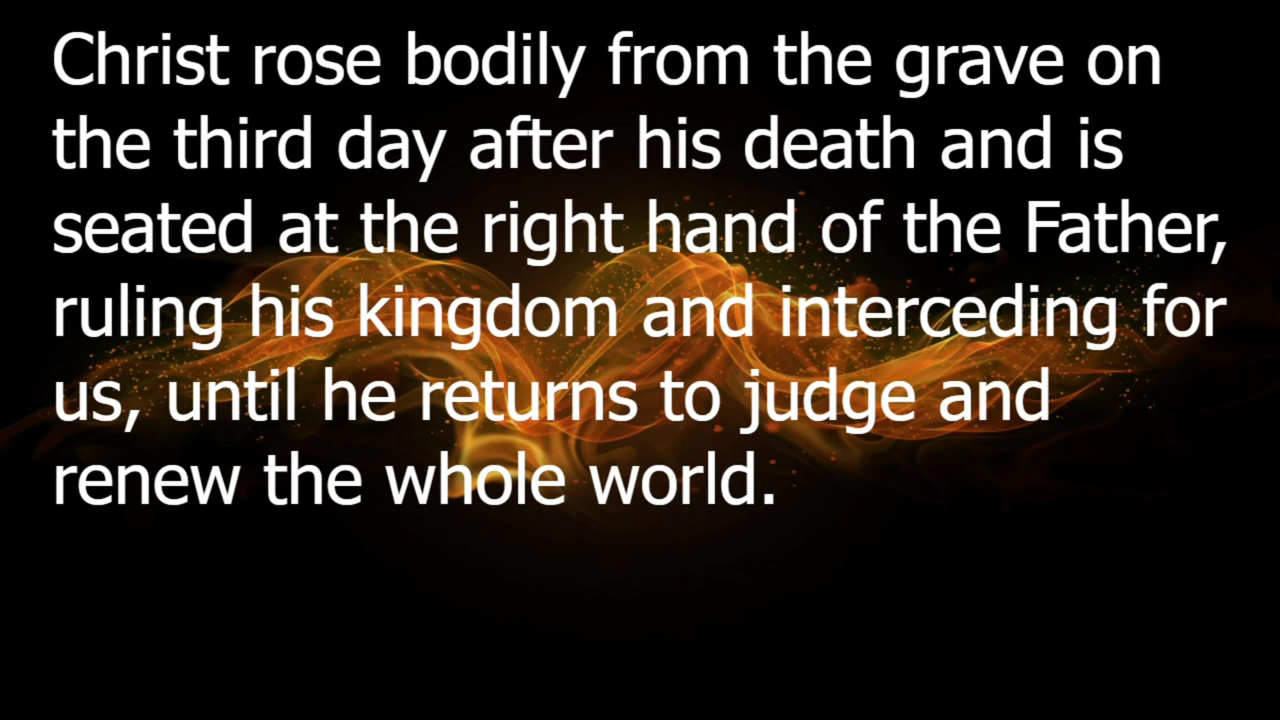 Christ rose bodily from the grave on
the third day after his death and is
seated at the right hand of the Father,
ruling his kingdom and interceding for
us, until he returns to judge and
renew the whole world.